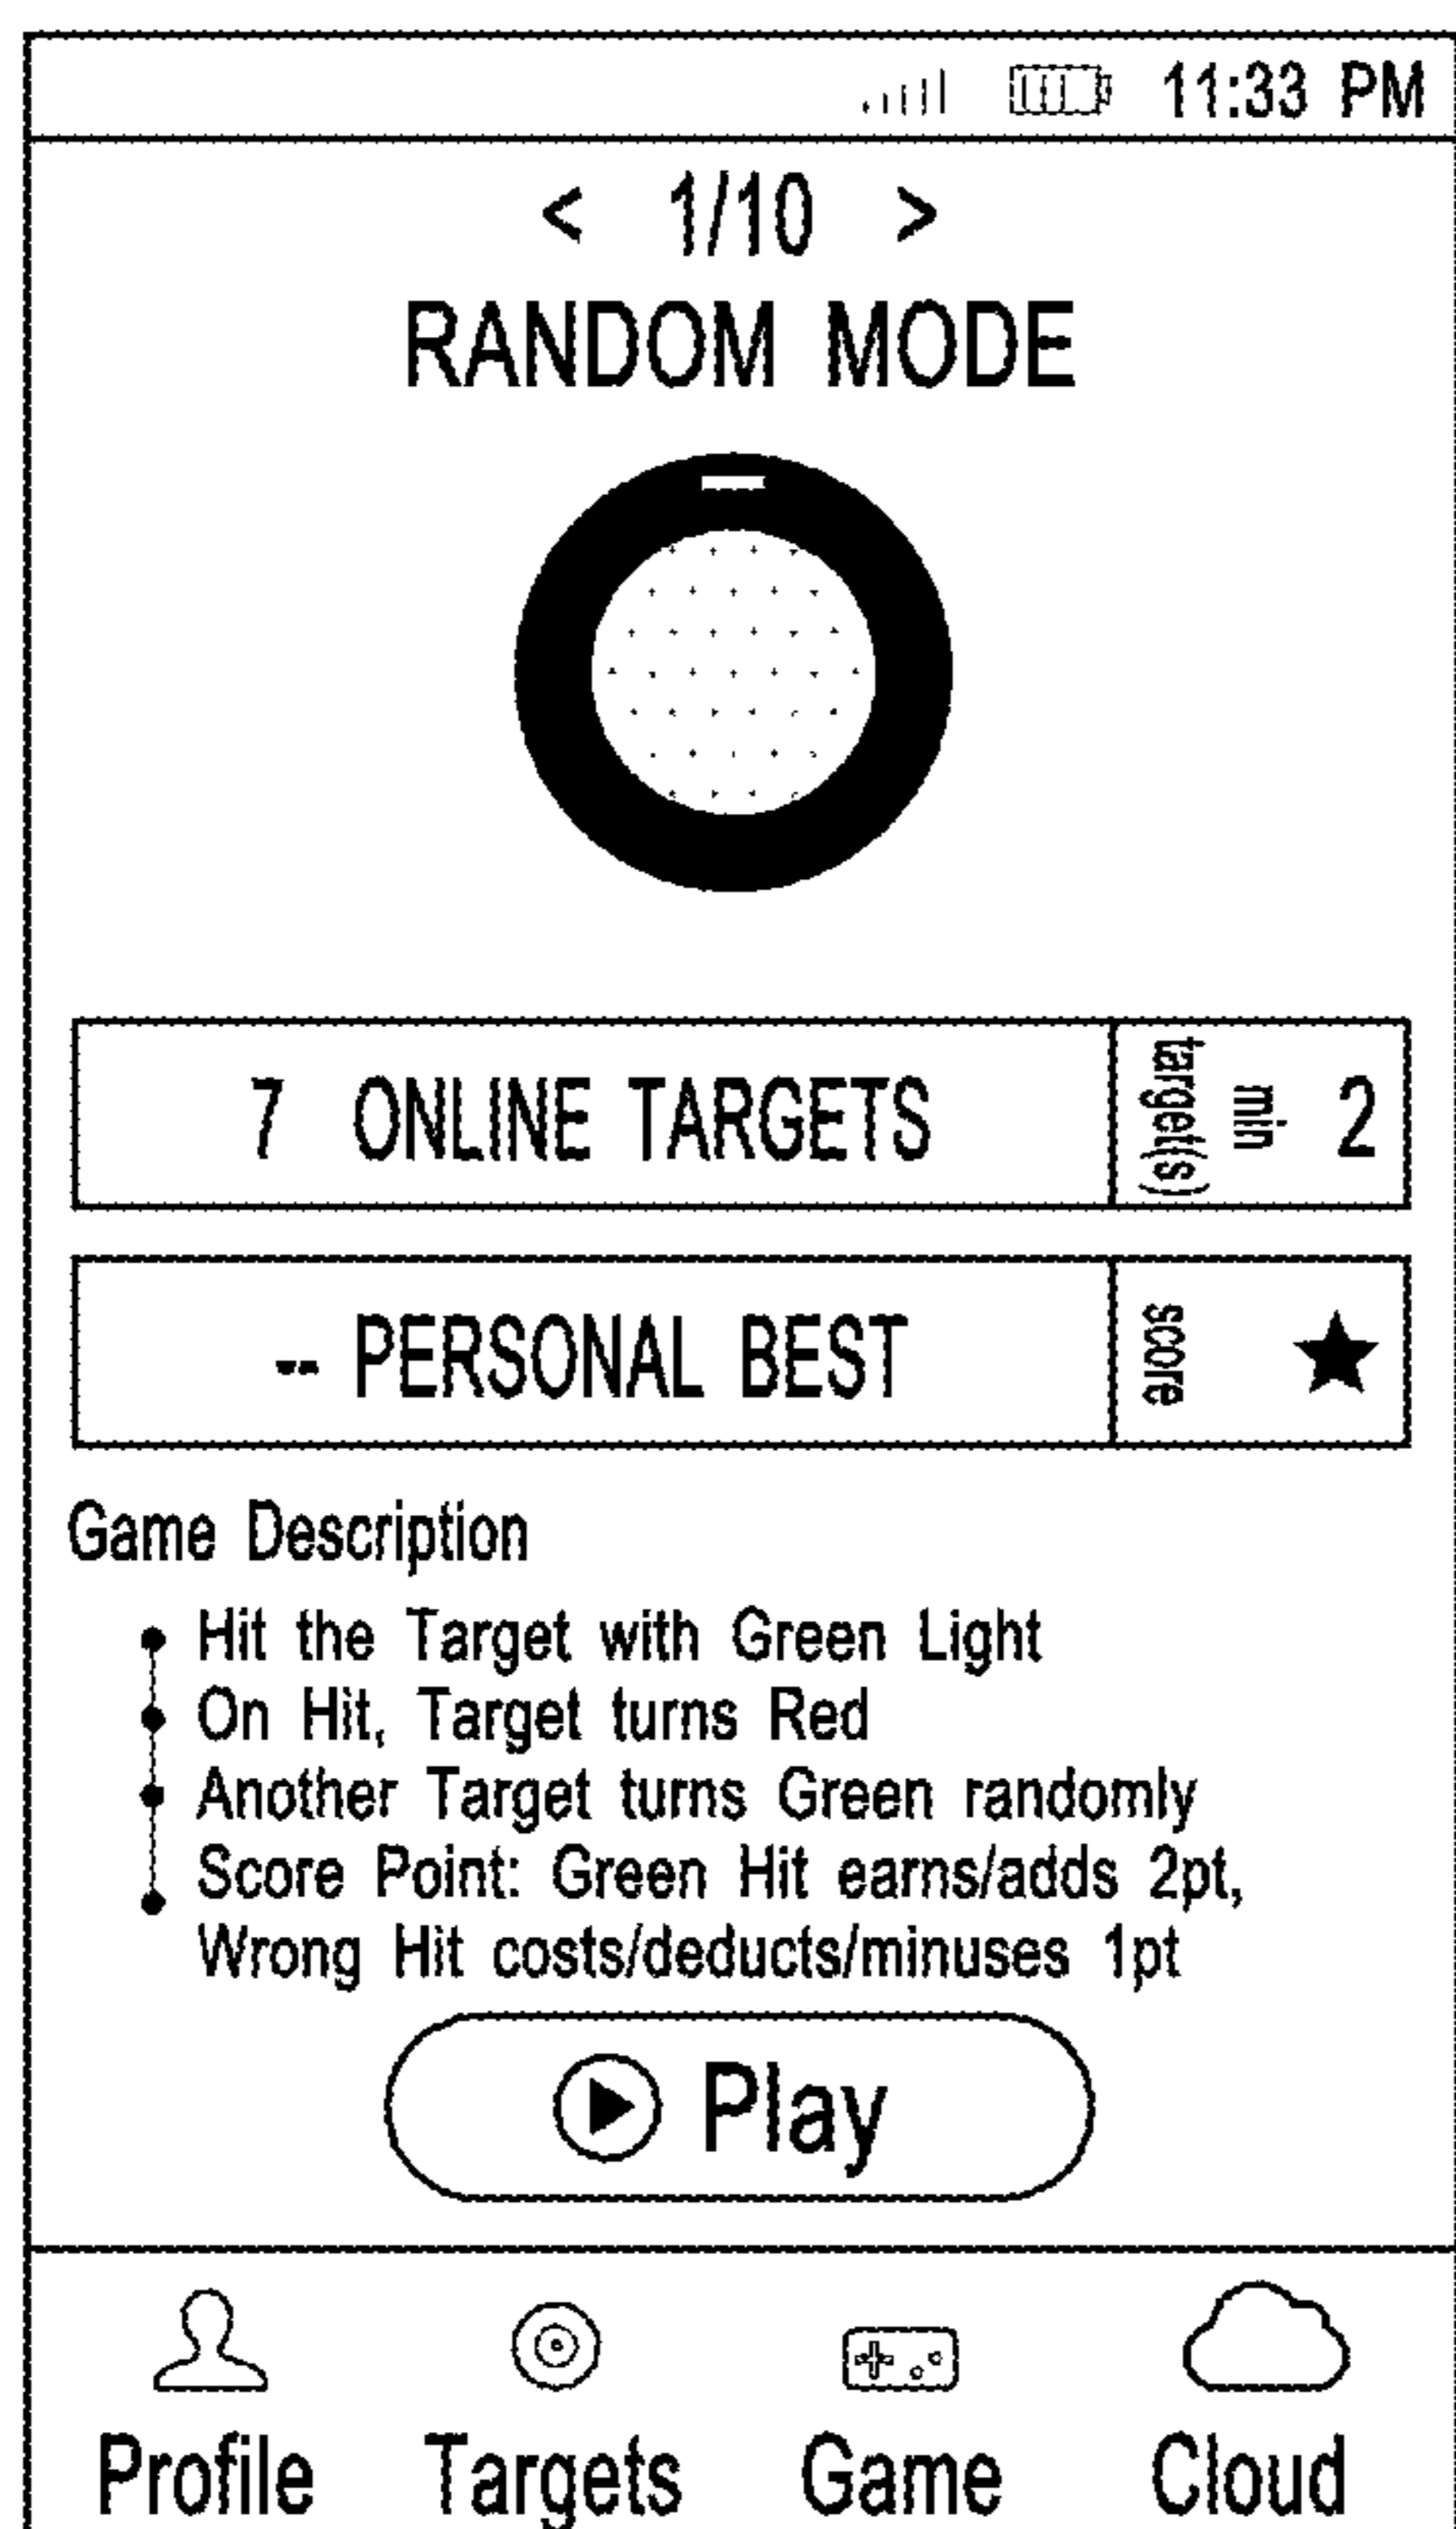 11:33 PM
< 1/10 >
RANDOM MODE
7 ONLINE TARGETS
target(s)
min
2
-- PERSONAL BEST
score
Game Description
Hit the Target with Green Light
On Hit, Target turns Red
Another Target turns Green randomly
Score Point: Green Hit earns/adds 2pt,
Wrong Hit costs/deducts/minuses 1pt
Play
Profile Targets Game Cloud